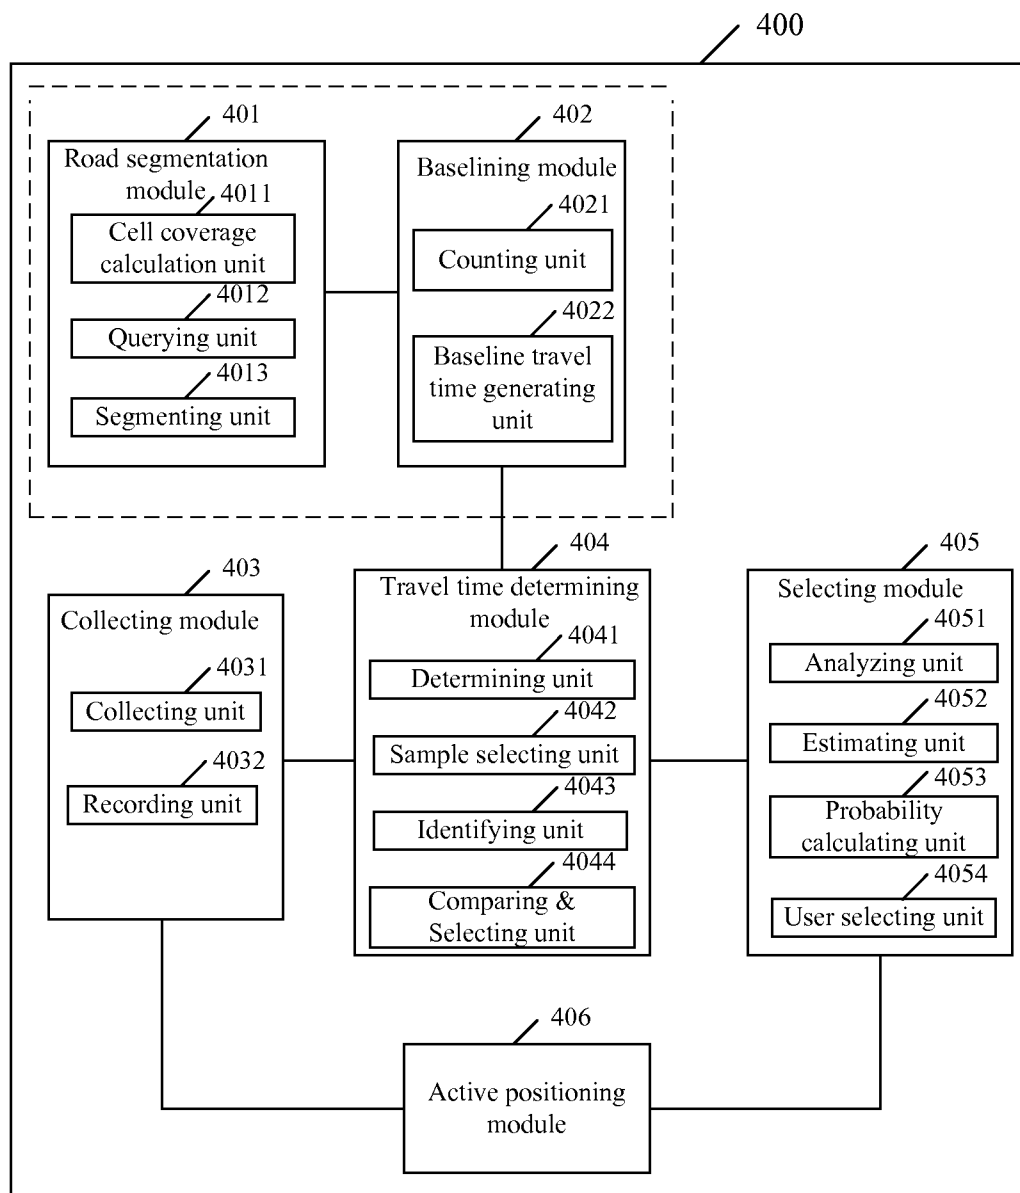 400
401
Road segmentation
module
4011
Cell coverage
calculation unit
4012
Querying unit
4013
Segmenting unit
402
Baselining module
4021
Counting unit
4022
Baseline travel
time generating
unit
403
Collecting module
4031
Collecting unit
4032
Recording unit
404
Travel time determining
module
4041
Determining unit
4042
Sample selecting unit
4043
Identifying unit
4044
Comparing &
Selecting unit
405
Selecting module
4051
Analyzing unit
4052
Estimating unit
4053
Probability
calculating unit
4054
User selecting unit
406
Active positioning
module